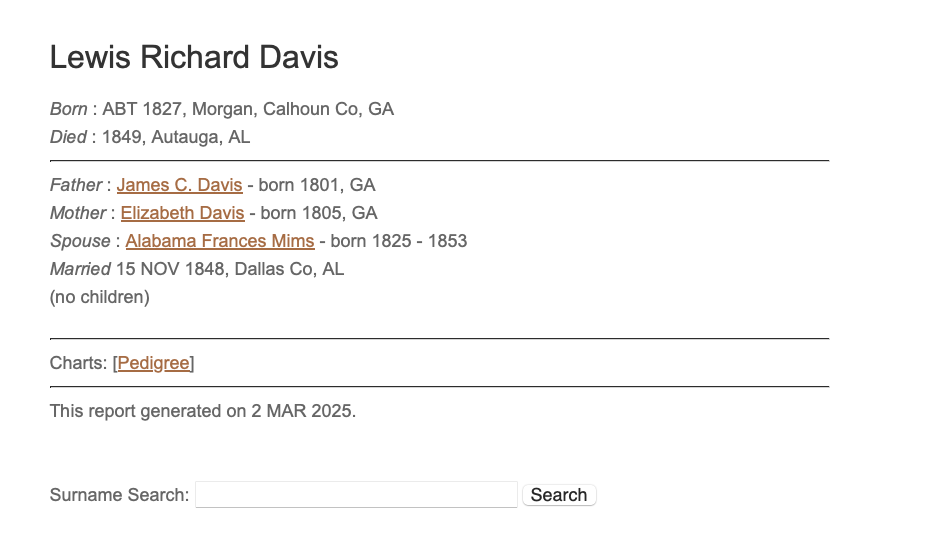 Lewis Richard Davis
Born : ABT 1827, Morgan, Calhoun Co, GA
Died : 1849, Autauga, AL
Father : James C. Davis - born 1801, GA
Mother : Elizabeth Davis - born 1805, GA
Spouse : Alabama Frances Mims - born 1825 - 1853
Married 15 NOV 1848, Dallas Co, AL
(no children)
Charts: [Pedigree]
This report generated on 2 MAR 2025.
Surname Search: Search